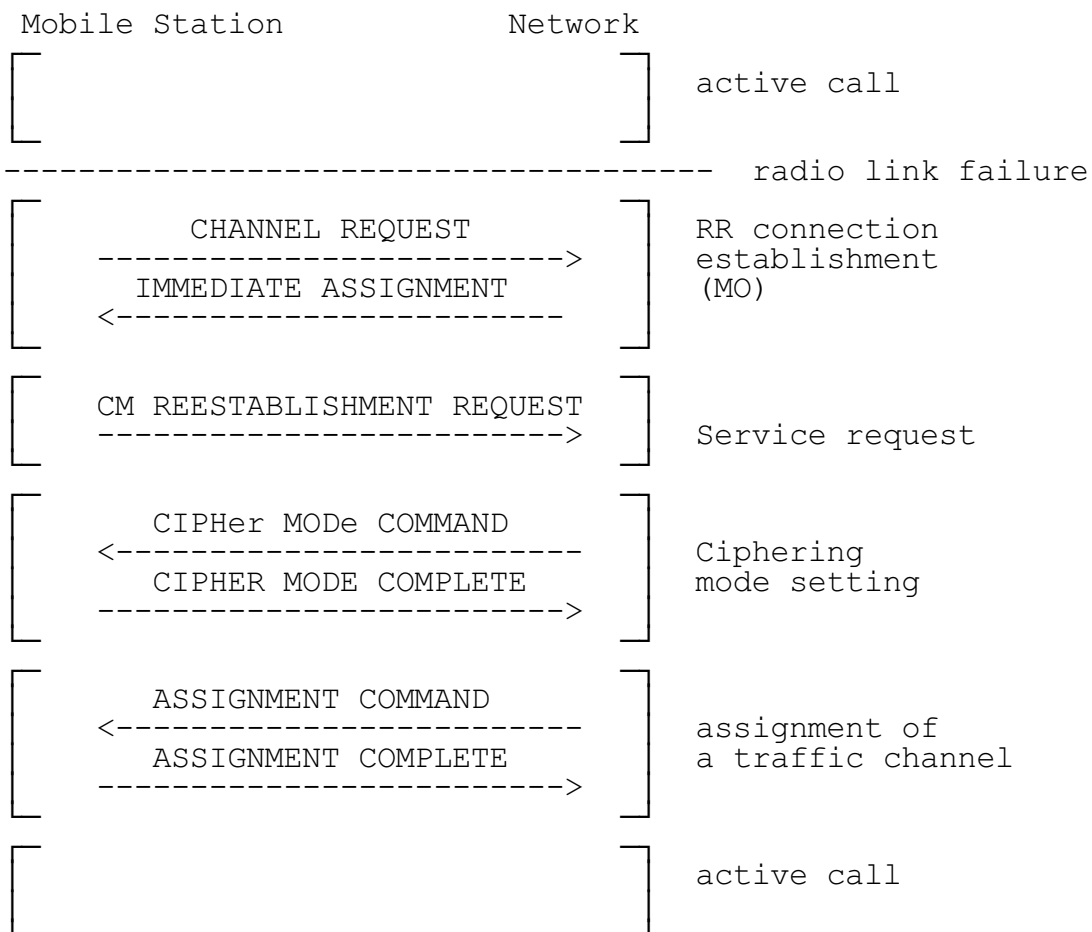 Mobile Station Network
active call
radio link failure
CHANNEL REQUEST RR connection
establishment
IMMEDIATE ASSIGNMENT (MO)
CM REESTABLISHMENT REQUEST
Service request
CIPHer MODe COMMAND
Ciphering
CIPHER MODE COMPLETE mode setting
ASSIGNMENT COMMAND
assignment of
ASSIGNMENT COMPLETE a traffic channel
active call